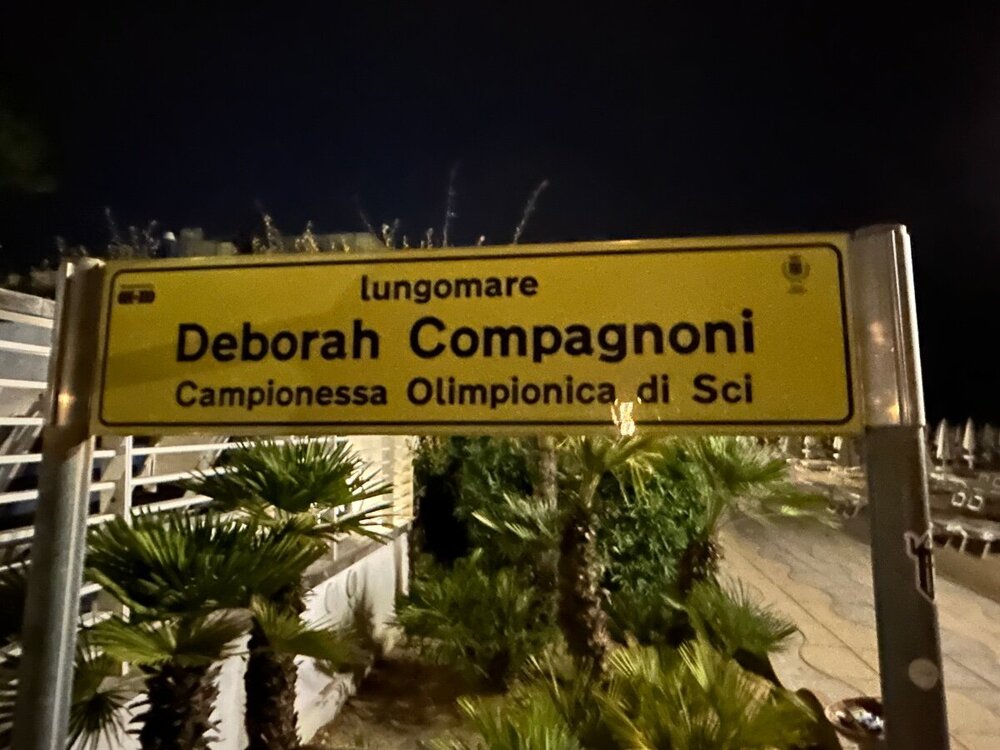 lungomare
Deborah Compagnoni
Campionessa Olimpionica di Sci